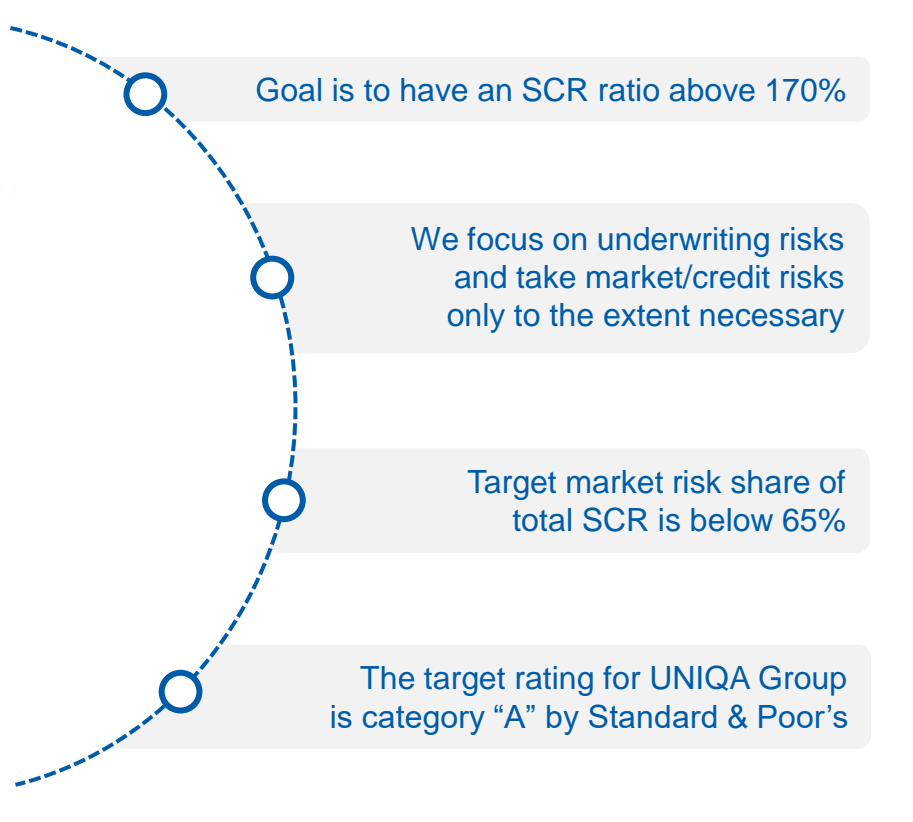 Goal is to have an SCR ratio above 170%
We focus on underwriting risks
and take market/credit risks
only to the extent necessary
Target market risk share of
total SCR is below 65%
The target rating for UNIQA Group
is category “A” by Standard & Poor’s